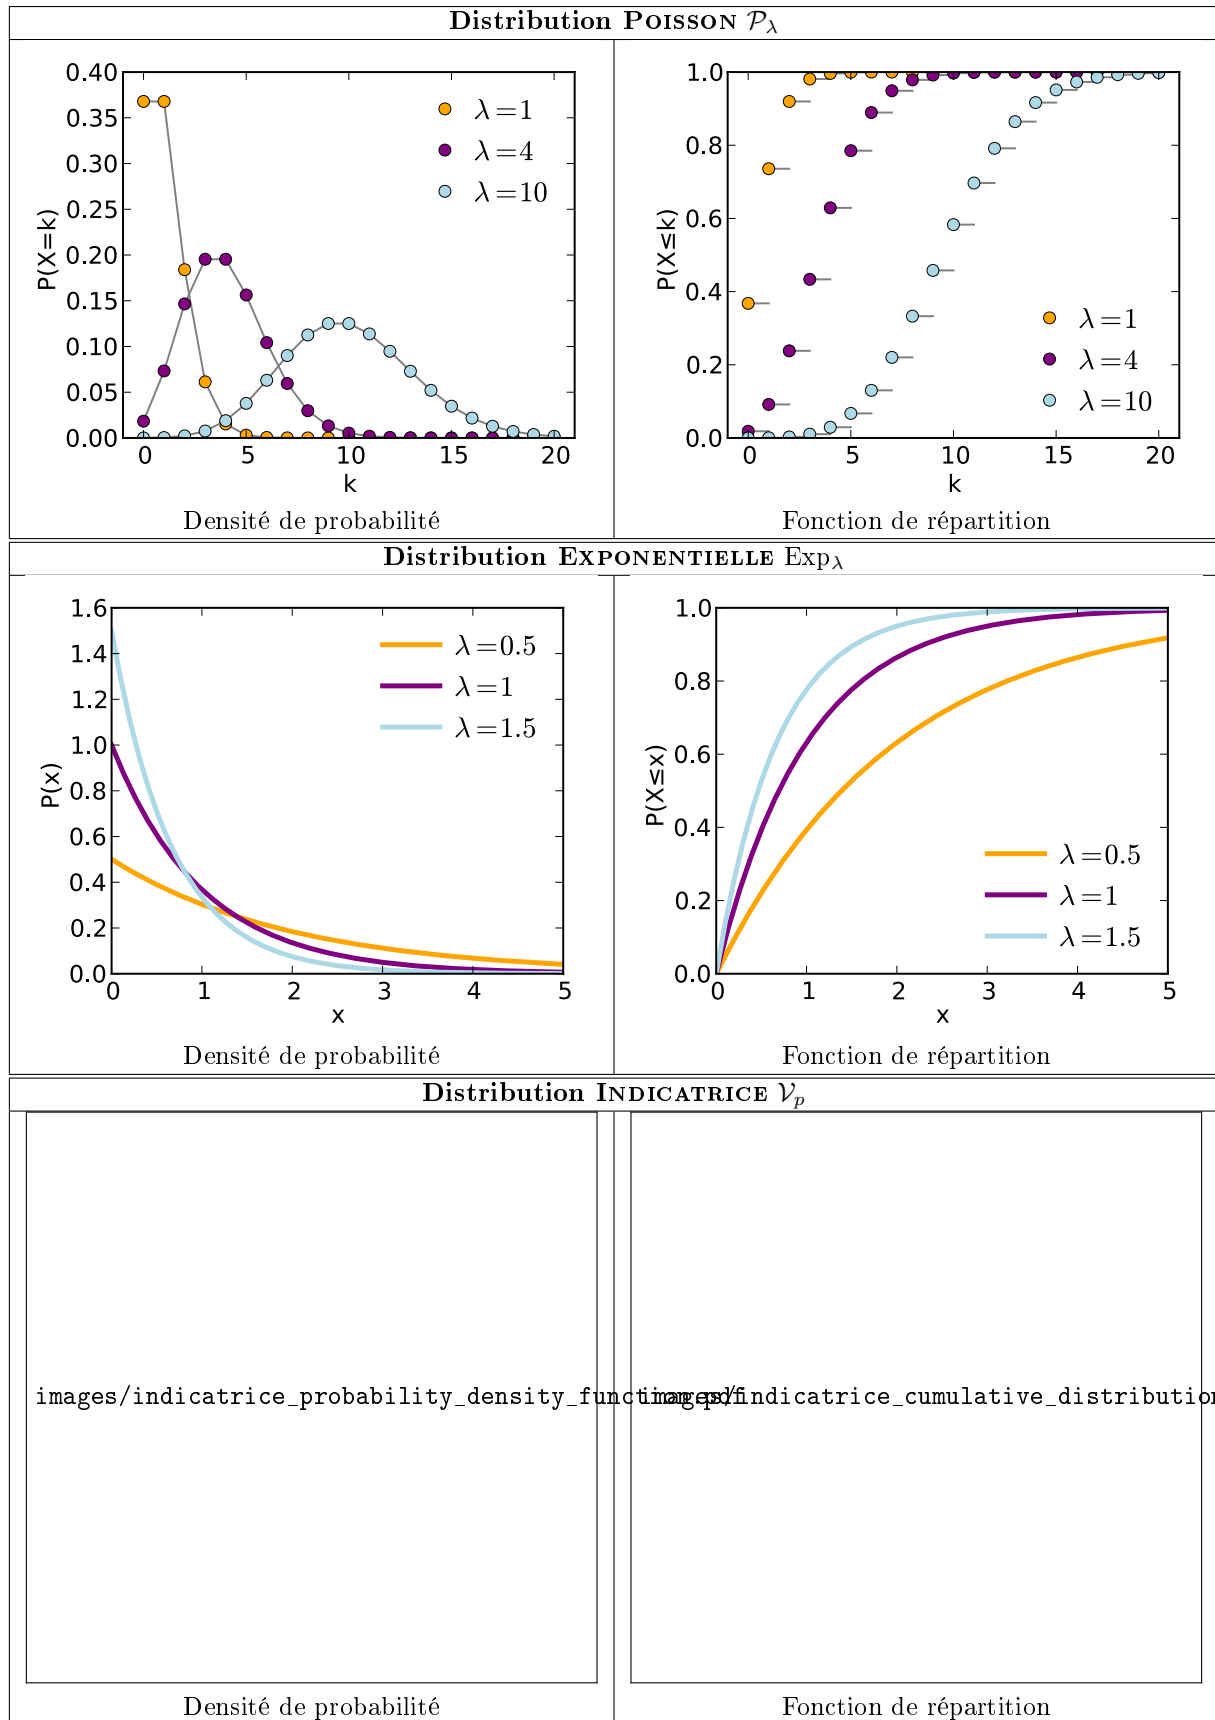 Distribution POISSON 𝒫λ
0.40
0.35
0.30
0.25
0.20
0.15
0.10
0.05
0.00
P(X=k)
λ=1
λ=4
λ=10
0 5 10 15 20
k
Densité de probabilité
1.0
0.8
0.6
0.4
0.2
0.0
P(X≤k)
λ=1
λ=4
λ=10
0 5 10 15 20
k
Fonction de répartition
Distribution EXPONENTIELLE Expλ
1.6
1.4
1.2
1.0
0.8
0.6
0.4
0.2
0.0
P(x)
λ=0.5
λ=1
λ=1.5
0 1 2 3 4 5
x
Densité de probabilité
1.0
0.8
0.6
0.4
0.2
0.0
P(X≤x)
λ=0.5
λ=1
λ=1.5
0 1 2 3 4 5
x
Fonction de répartition
Distribution INDICATRICE 𝒱p
images/indicatrice_probability_density_function.pdf
images/indicatrice_cumulative_distribution
Densité de probabilité
Fonction de répartition